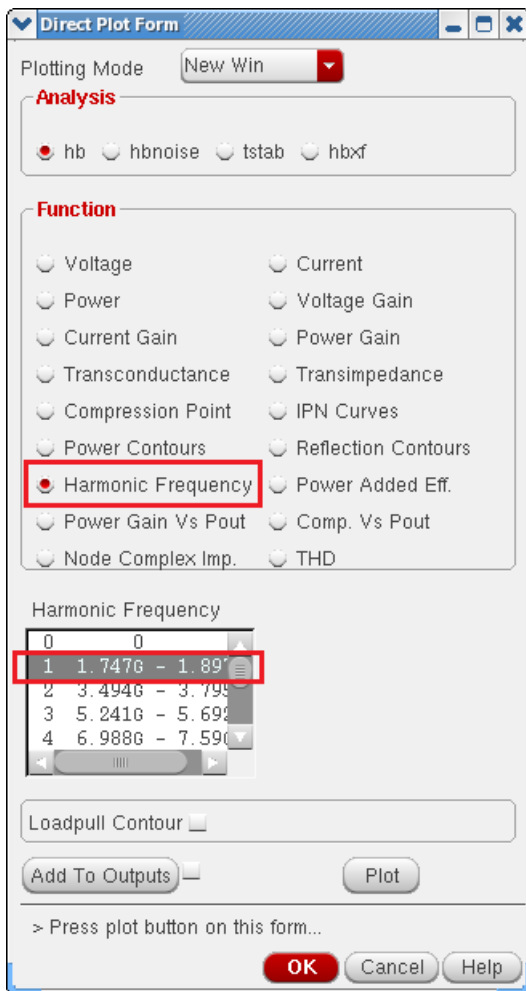 Direct Plot Form
Plotting Mode New Win
Analysis
hb hbnoise tstab hbxf
Function
Voltage Current
Power Voltage Gain
Current Gain Power Gain
Transconductance Transimpedance
Compression Point IPN Curves
Power Contours Reflection Contours
Harmonic Frequency Power Added Eff.
Power Gain Vs Pout Comp. Vs Pout
Node Complex Imp. THD
Harmonic Frequency
0 0
1 1.747G - 1.897
2 3.494G - 3.795
3 5.241G - 5.692
4 6.988G - 7.590
Loadpull Contour
Add To Outputs Plot
> Press plot button on this form...
OK Cancel Help